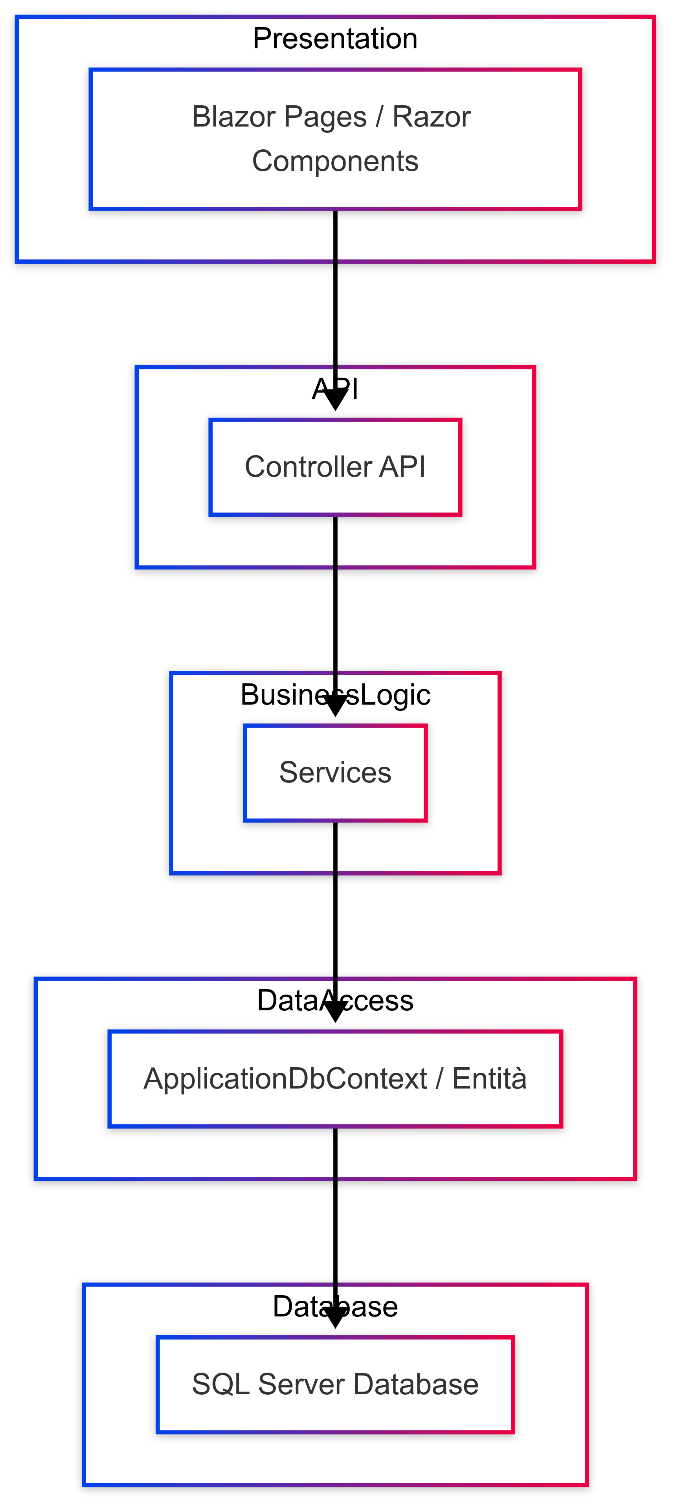 Presentation
Blazor Pages / Razor
Components
API
Controller API
BusinessLogic
Services
DataAccess
ApplicationDbContext / Entità
Database
SQL Server Database